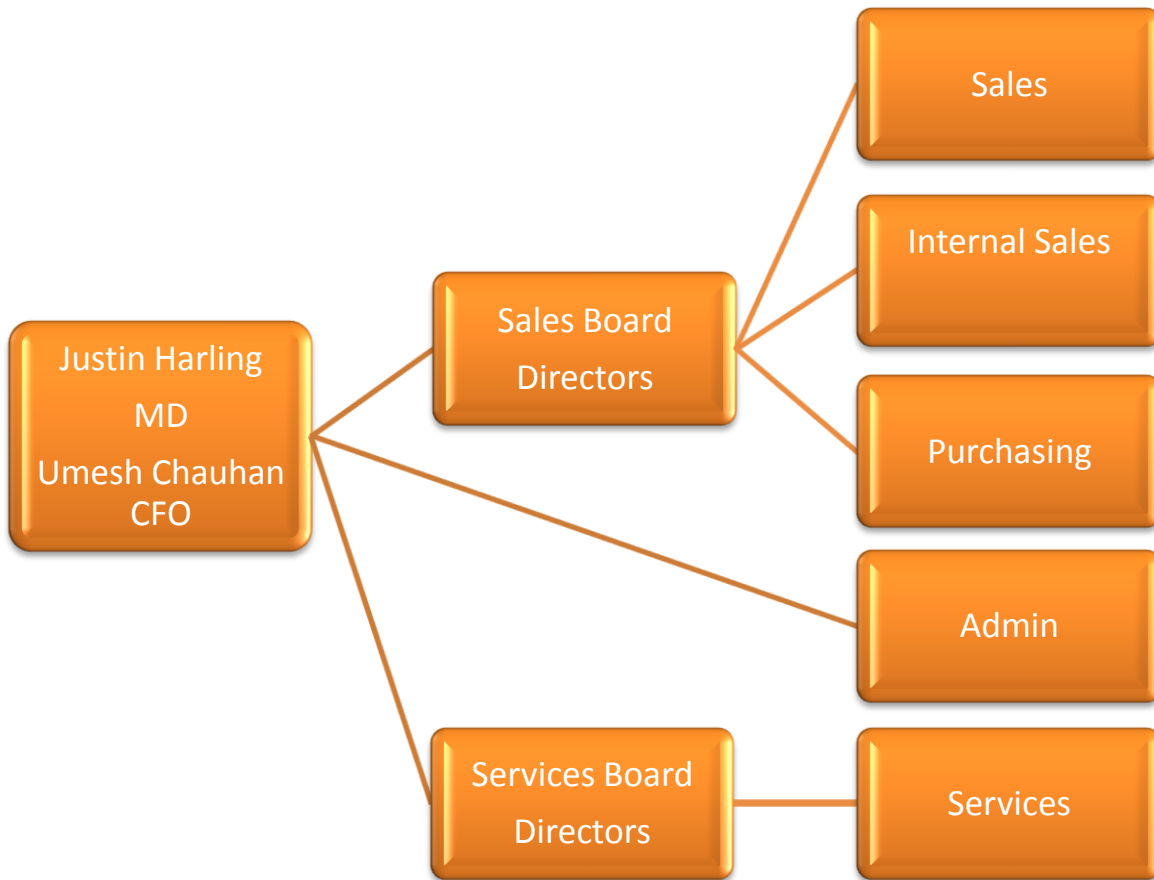 Justin Harling
MD
Umesh Chauhan
CFO
Sales Board
Directors
Services Board
Directors
Sales
Internal Sales
Purchasing
Admin
Services